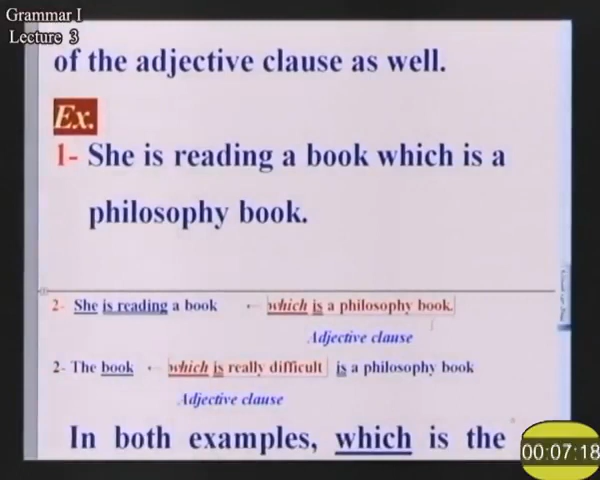 Grammar I
Lecture 3
of the adjective clause as well.
Ex.
1- She is reading a book which is a
philosophy book.
2- She is reading a book ← which is a philosophy book.
Adjective clause
2- The book ← which is really difficult is a philosophy book
Adjective clause
In both examples, which is the
00:07:18